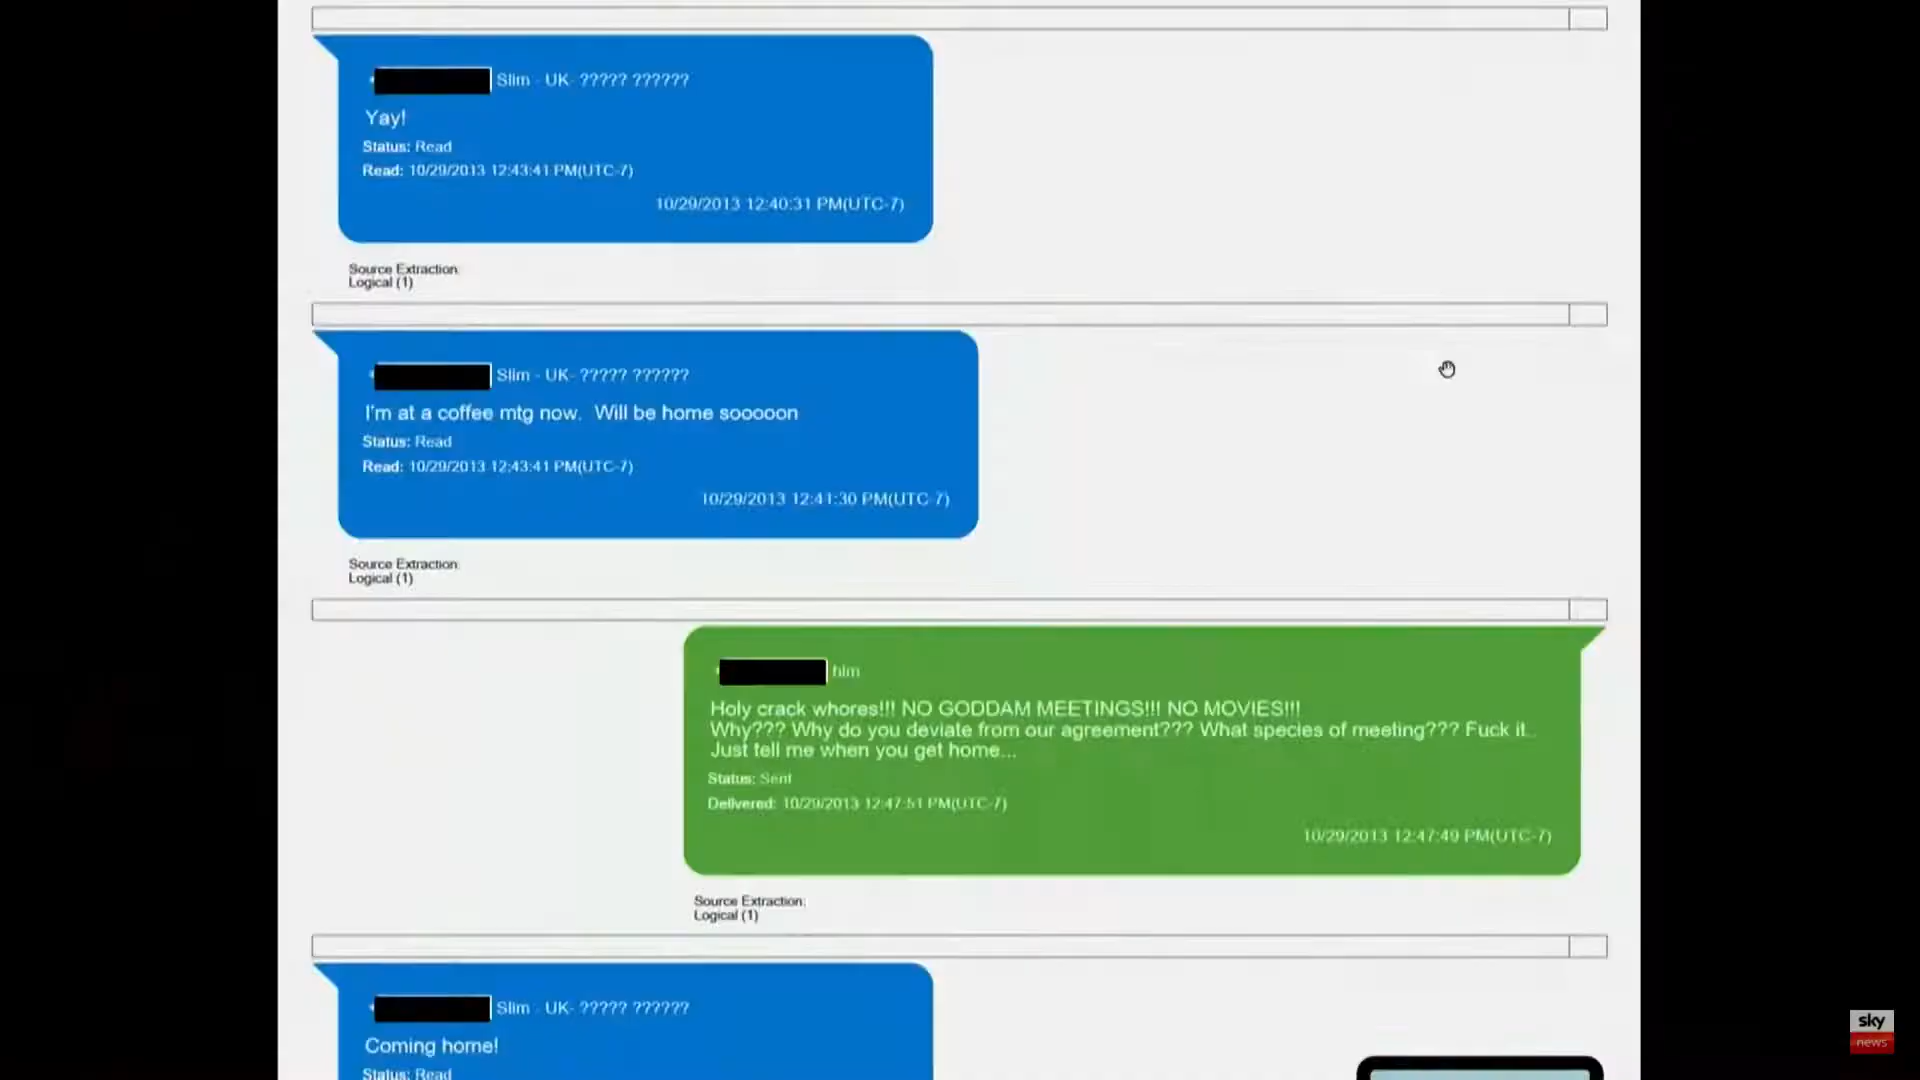 Slim - UK- ????? ??????
Yay!
Status: Read
Read: 10/29/2013 12:43:41 PM(UTC-7)
10/29/2013 12:40:31 PM(UTC-7)
Source Extraction:
Logical (1)
Slim - UK- ????? ??????
I'm at a coffee mtg now.  Will be home sooooon
Status: Read
Read: 10/29/2013 12:43:41 PM(UTC-7)
10/29/2013 12:41:30 PM(UTC-7)
Source Extraction:
Logical (1)
him
Holy crack whores!!! NO GODDAM MEETINGS!!! NO MOVIES!!!
Why??? Why do you deviate from our agreement??? What species of meeting??? Fuck it..
Just tell me when you get home...
Status: Sent
Delivered: 10/29/2013 12:47:51 PM(UTC-7)
10/29/2013 12:47:49 PM(UTC-7)
Source Extraction:
Logical (1)
Slim - UK- ????? ??????
Coming home!
Status: Read
sky
news